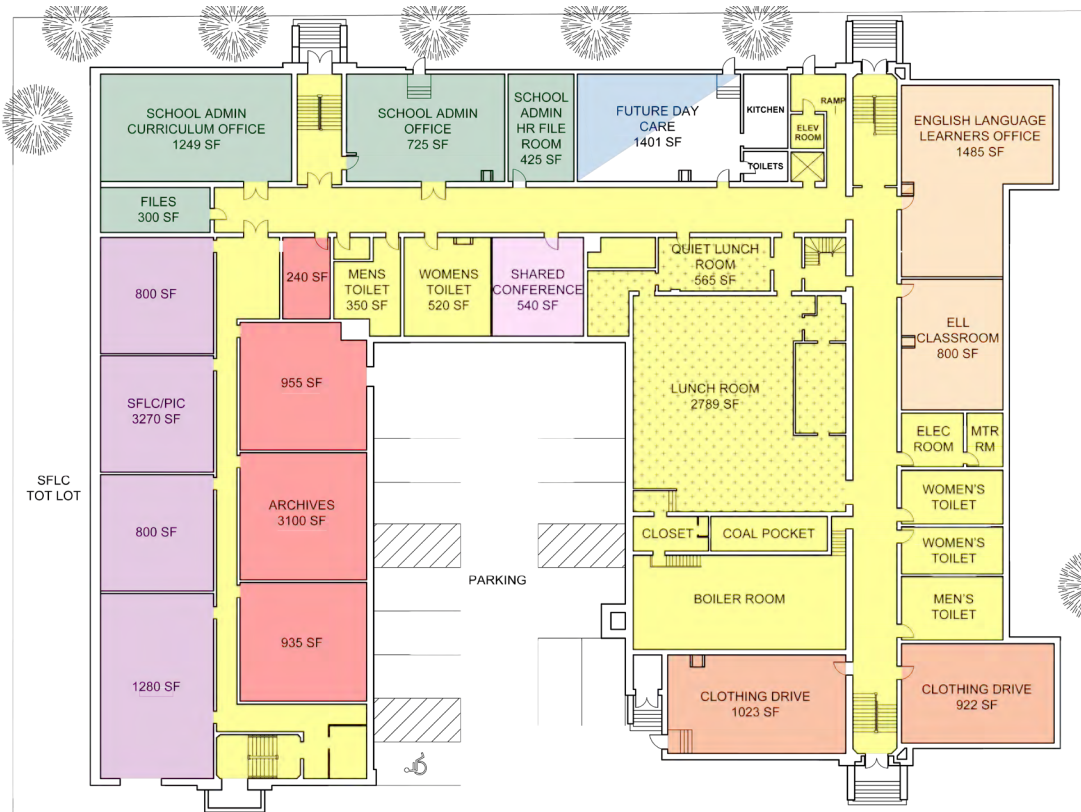 SCHOOL ADMIN
CURRICULUM OFFICE
1249 SF
SCHOOL ADMIN
OFFICE
725 SF
SCHOOL
ADMIN
HR FILE
ROOM
425 SF
FUTURE DAY
CARE
1401 SF
KITCHEN
TOILETS
RAMP
ELEV
ROOM
ENGLISH LANGUAGE
LEARNERS OFFICE
1485 SF
FILES
300 SF
800 SF
240 SF
MENS
TOILET
350 SF
WOMENS
TOILET
520 SF
SHARED
CONFERENCE
540 SF
QUIET LUNCH
ROOM
565 SF
ELL
CLASSROOM
800 SF
955 SF
SFLC/PIC
3270 SF
LUNCH ROOM
2789 SF
ELEC
ROOM
MTR
RM
SFLC
TOT LOT
800 SF
ARCHIVES
3100 SF
WOMEN'S
TOILET
CLOSET
COAL POCKET
WOMEN'S
TOILET
PARKING
BOILER ROOM
MEN'S
TOILET
935 SF
1280 SF
CLOTHING DRIVE
1023 SF
CLOTHING DRIVE
922 SF